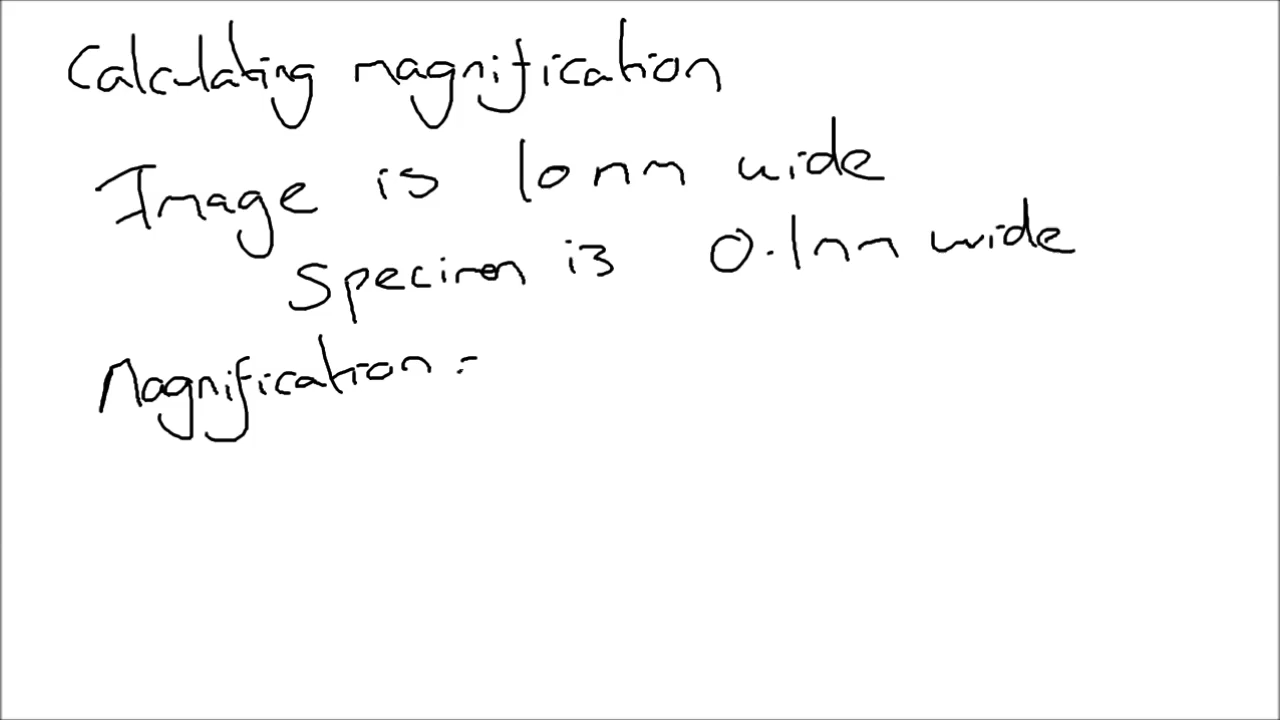 Calculating magnification
Image is 10mm wide
Specimen is 0.1mm wide
Magnification =